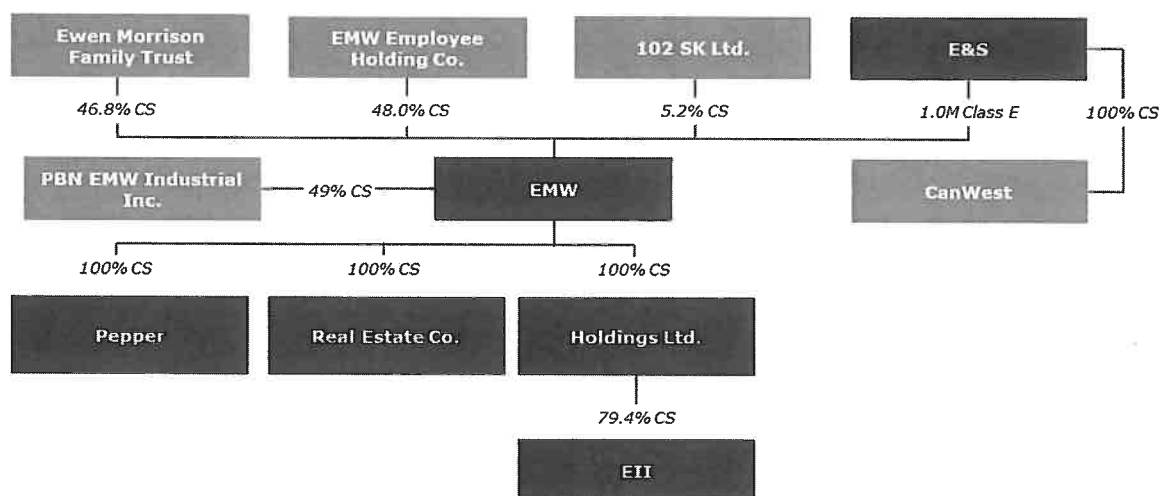 Ewen Morrison
Family Trust
EMW Employee
Holding Co.
102 SK Ltd.
E&S
46.8% CS
48.0% CS
5.2% CS
1.0M Class E
100% CS
PBN EMW Industrial
Inc.
49% CS
EMW
CanWest
100% CS
100% CS
100% CS
Pepper
Real Estate Co.
Holdings Ltd.
79.4% CS
EII